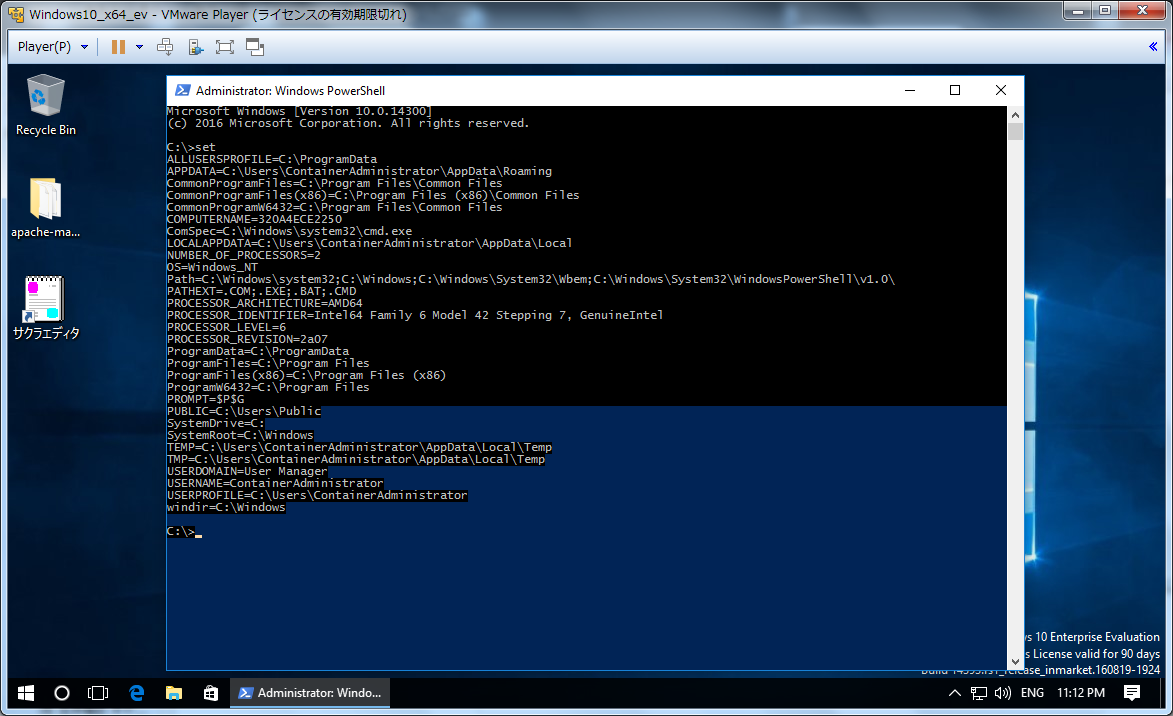 Windows10_x64_ev - VMware Player (ライセンスの有効期限切れ)
Player(P)
Recycle Bin
apache-ma...
サクラエディタ
Administrator: Windows PowerShell
Microsoft Windows [Version 10.0.14300]
(c) 2016 Microsoft Corporation. All rights reserved.
C:\>set
ALLUSERSPROFILE=C:\ProgramData
APPDATA=C:\Users\ContainerAdministrator\AppData\Roaming
CommonProgramFiles=C:\Program Files\Common Files
CommonProgramFiles(x86)=C:\Program Files (x86)\Common Files
CommonProgramW6432=C:\Program Files\Common Files
COMPUTERNAME=320A4ECE2250
ComSpec=C:\Windows\system32\cmd.exe
LOCALAPPDATA=C:\Users\ContainerAdministrator\AppData\Local
NUMBER_OF_PROCESSORS=2
OS=Windows_NT
Path=C:\Windows\system32;C:\Windows;C:\Windows\System32\Wbem;C:\Windows\System32\WindowsPowerShell\v1.0\
PATHEXT=.COM;.EXE;.BAT;.CMD
PROCESSOR_ARCHITECTURE=AMD64
PROCESSOR_IDENTIFIER=Intel64 Family 6 Model 42 Stepping 7, GenuineIntel
PROCESSOR_LEVEL=6
PROCESSOR_REVISION=2a07
ProgramData=C:\ProgramData
ProgramFiles=C:\Program Files
ProgramFiles(x86)=C:\Program Files (x86)
ProgramW6432=C:\Program Files
PROMPT=$P$G
PUBLIC=C:\Users\Public
SystemDrive=C:
SystemRoot=C:\Windows
TEMP=C:\Users\ContainerAdministrator\AppData\Local\Temp
TMP=C:\Users\ContainerAdministrator\AppData\Local\Temp
USERDOMAIN=User Manager
USERNAME=ContainerAdministrator
USERPROFILE=C:\Users\ContainerAdministrator
windir=C:\Windows
C:\>_
10 Enterprise Evaluation
License valid for 90 days
release_inmarket.160819-1924
Administrator: Windo...
ENG
11:12 PM